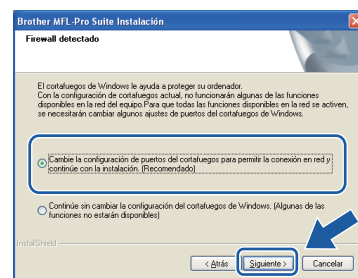 Brother MFL-Pro Suite Instalación
Firewall detectado
El cortafuegos de Windows le ayuda a proteger su ordenador.
Con la configuración de cortafuegos actual, no funcionarán algunas de las funciones
disponibles en la red del equipo.Para que todas las funciones disponibles en la red se activen,
se necesitarán cambiar algunos ajustes de puertos del cortafuegos de Windows.
Cambie la configuración de puertos del cortafuegos para permitir la conexión en red y
continúe con la instalación. (Recomendado)
Continúe sin cambiar la configuración del cortafuegos de Windows. (Algunas de las
funciones no estarán disponibles)
InstallShield
< Atrás
Siguiente >
Cancelar